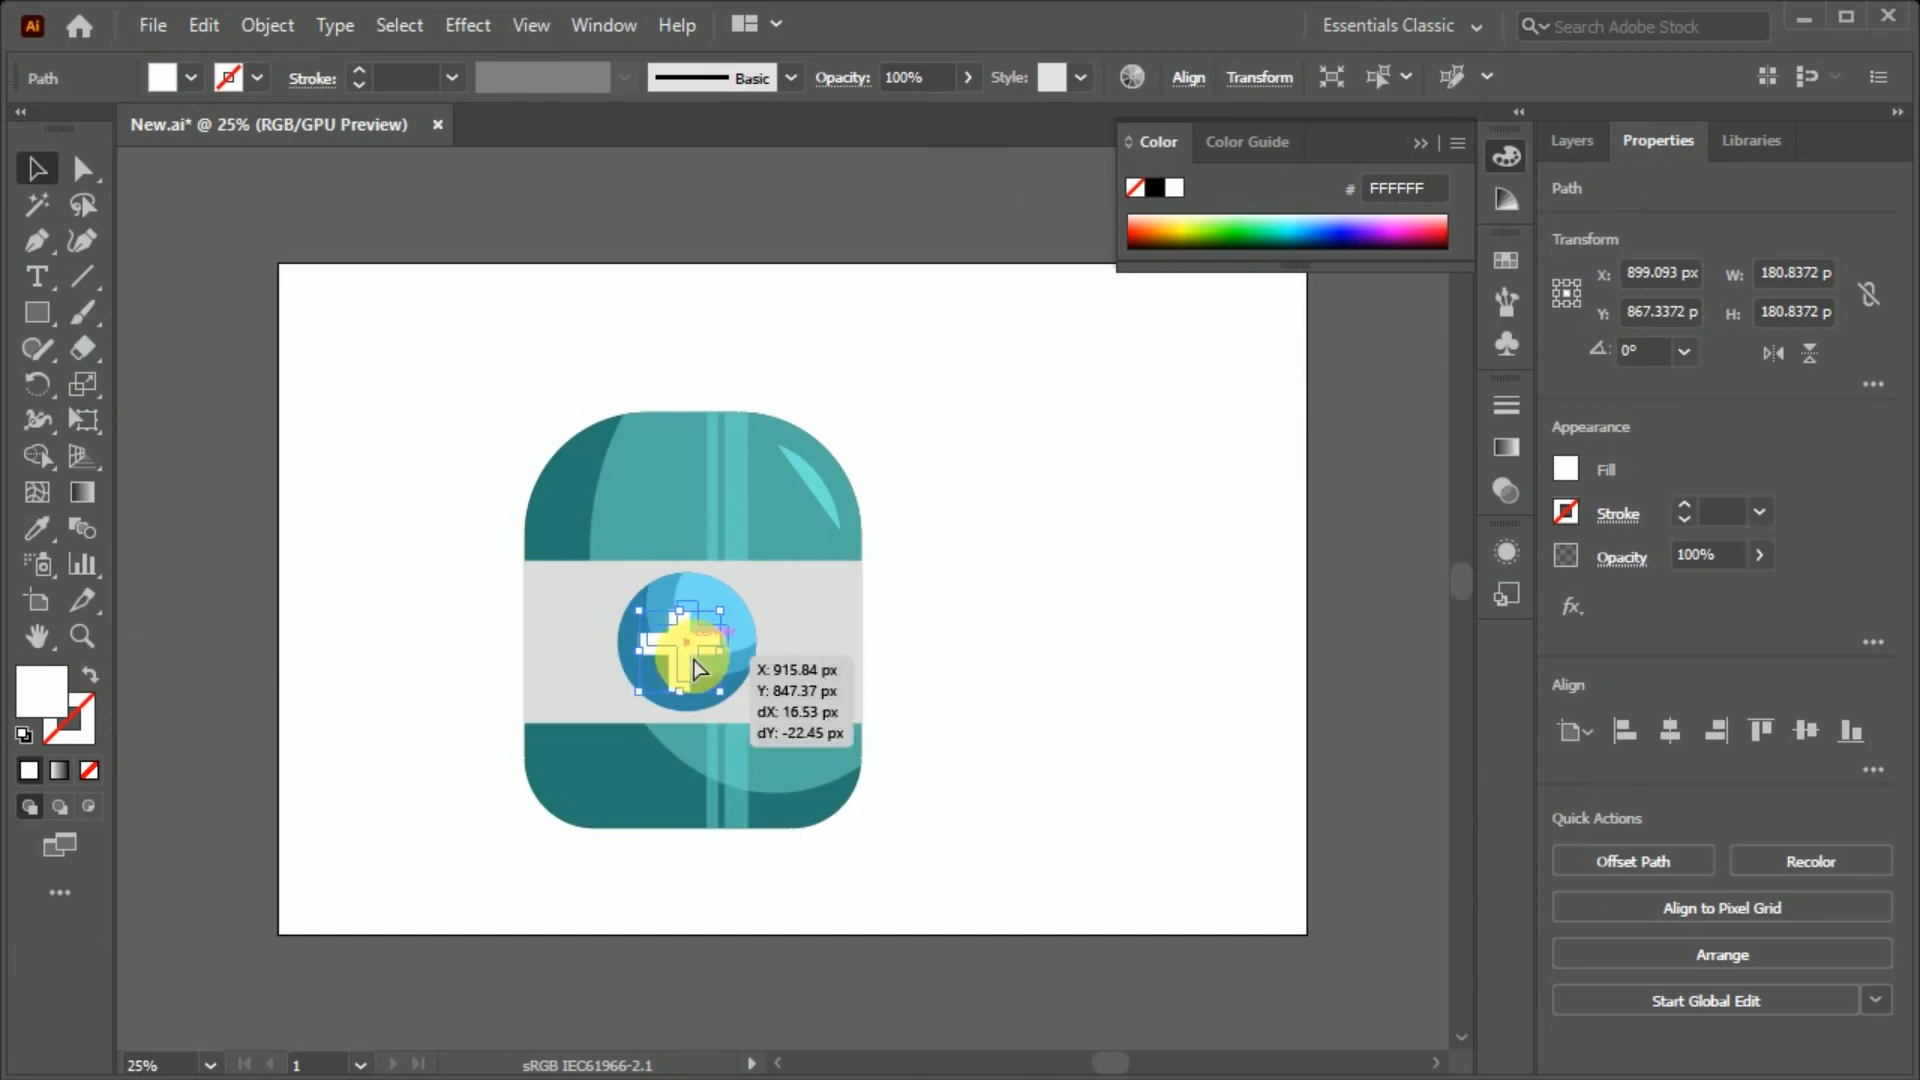 Ai File Edit Object Type Select Effect View Window Help Essentials Classic Search Adobe Stock
Path Stroke: Basic Opacity: 100% Style: Align Transform
New.ai* @ 25% (RGB/GPU Preview)
Color Color Guide
# FFFFFF
Layers Properties Libraries
Path
Transform
X: 899.093 px W: 180.8372 p
Y: 867.3372 p H: 180.8372 p
0°
Appearance
Fill
Stroke
Opacity 100%
fx
Align
Quick Actions
Offset Path Recolor
Align to Pixel Grid
Arrange
Start Global Edit
X: 915.84 px
Y: 847.37 px
dX: 16.53 px
dY: -22.45 px
25% 1 sRGB IEC61966-2.1